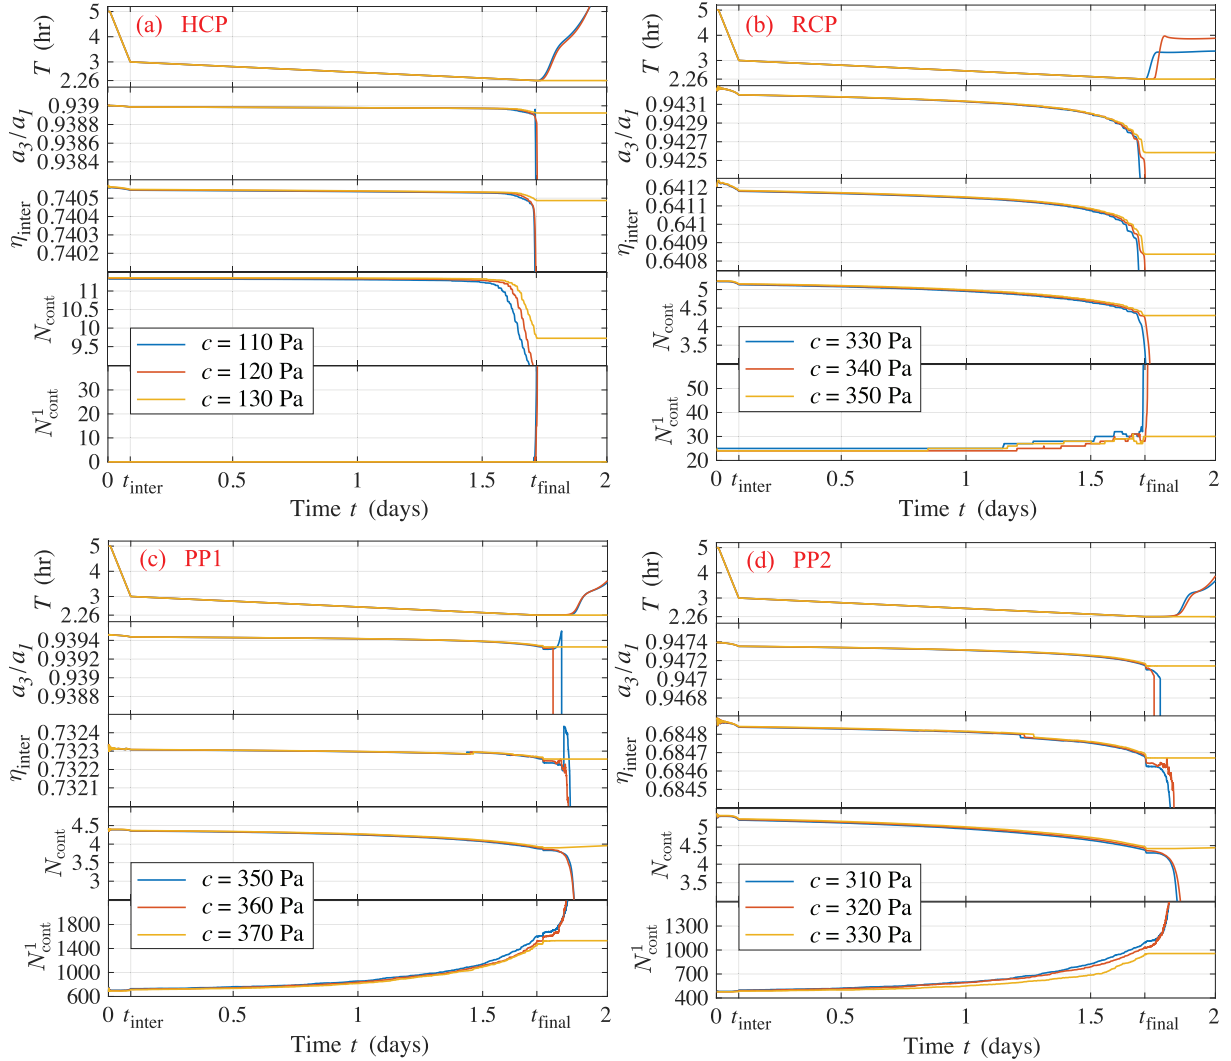 (a) HCP
T (hr)
5
4
3
2.26
a3/a1
0.939
0.9388
0.9386
0.9384
ηinter
0.7405
0.7404
0.7403
0.7402
Ncont
11
10.5
10
9.5
c = 110 Pa
c = 120 Pa
c = 130 Pa
N1cont
30
20
10
0
0 tinter 0.5 1 1.5 tfinal 2
Time t (days)
(b) RCP
T (hr)
5
4
3
2.26
a3/a1
0.9431
0.9429
0.9427
0.9425
ηinter
0.6412
0.6411
0.641
0.6409
0.6408
Ncont
5
4.5
4
3.5
c = 330 Pa
c = 340 Pa
c = 350 Pa
N1cont
50
40
30
20
0 tinter 0.5 1 1.5 tfinal 2
Time t (days)
(c) PP1
T (hr)
5
4
3
2.26
a3/a1
0.9394
0.9392
0.939
0.9388
ηinter
0.7324
0.7323
0.7322
0.7321
Ncont
4.5
4
3.5
3
c = 350 Pa
c = 360 Pa
c = 370 Pa
N1cont
1800
1400
1000
600
0 tinter 0.5 1 1.5 tfinal 2
Time t (days)
(d) PP2
T (hr)
5
4
3
2.26
a3/a1
0.9474
0.9472
0.947
0.9468
ηinter
0.6848
0.6847
0.6846
0.6845
Ncont
5
4.5
4
3.5
c = 310 Pa
c = 320 Pa
c = 330 Pa
N1cont
1300
1000
700
400
0 tinter 0.5 1 1.5 tfinal 2
Time t (days)